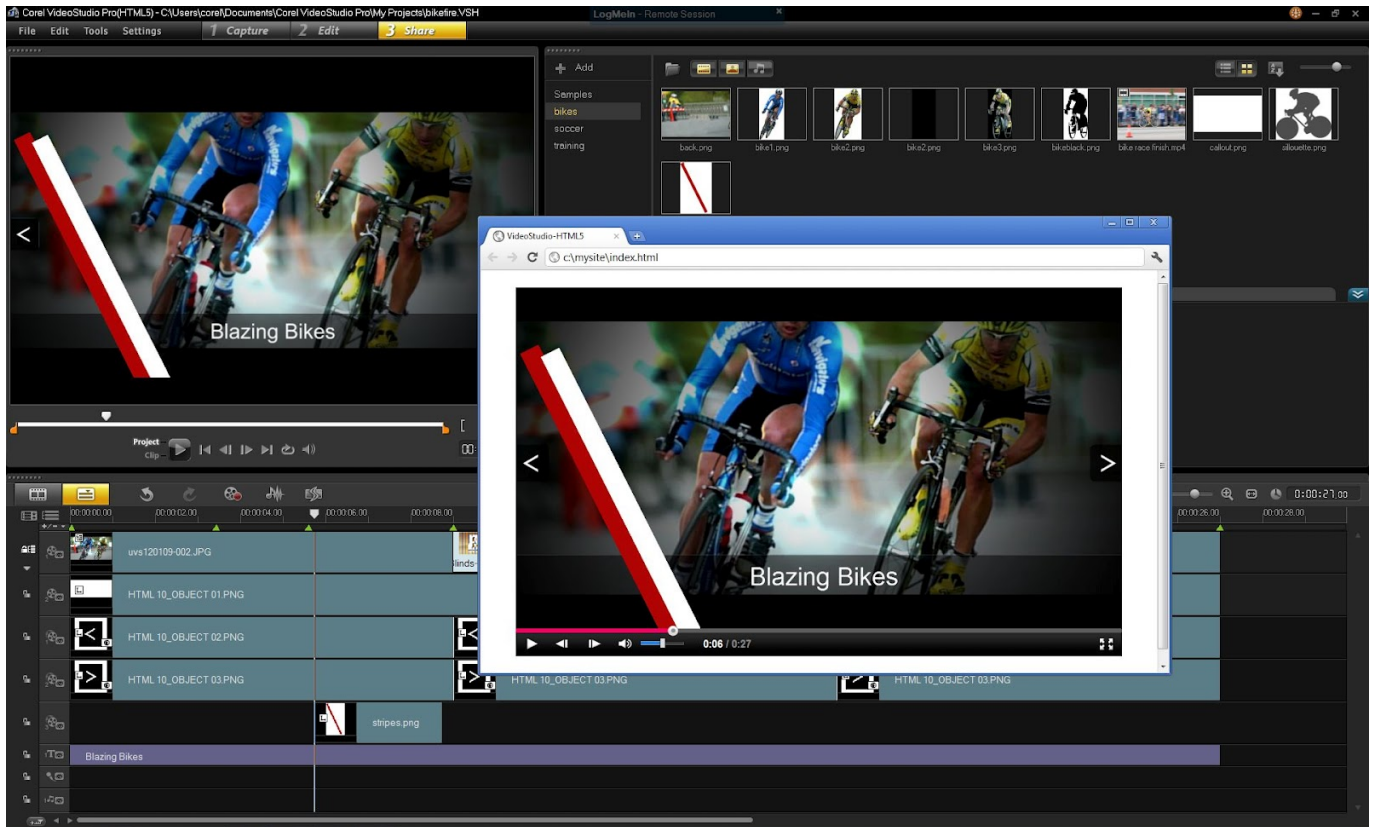 Corel VideoStudio Pro(HTML5) - C:\Users\corel\Documents\Corel VideoStudio Pro\My Projects\bikefire.VSH
LogMeIn - Remote Session
File Edit Tools Settings 1 Capture 2 Edit 3 Share
Add
Samples
bikes
soccer
training
back.png bike1.png bike2.png bike2.png bike3.png bikeblack.png bike race finish.mp4 callout.png silouette.png
<
Blazing Bikes
Project
Clip
00:
VideoStudio-HTML5
c:\mysite\index.html
<
>
Blazing Bikes
0:06 / 0:27
0:00:27.00
00:00:00.00 00:00:02.00 00:00:04.00 00:00:06.00 00:00:08.00 00:00:26.00 00:00:28.00
uvs120109-002.JPG
HTML 10_OBJECT 01.PNG
HTML 10_OBJECT 02.PNG
HTML 10_OBJECT 03.PNG HTML 10_OBJECT 03.PNG HTML 10_OBJECT 03.PNG
stripes.png
Blazing Bikes